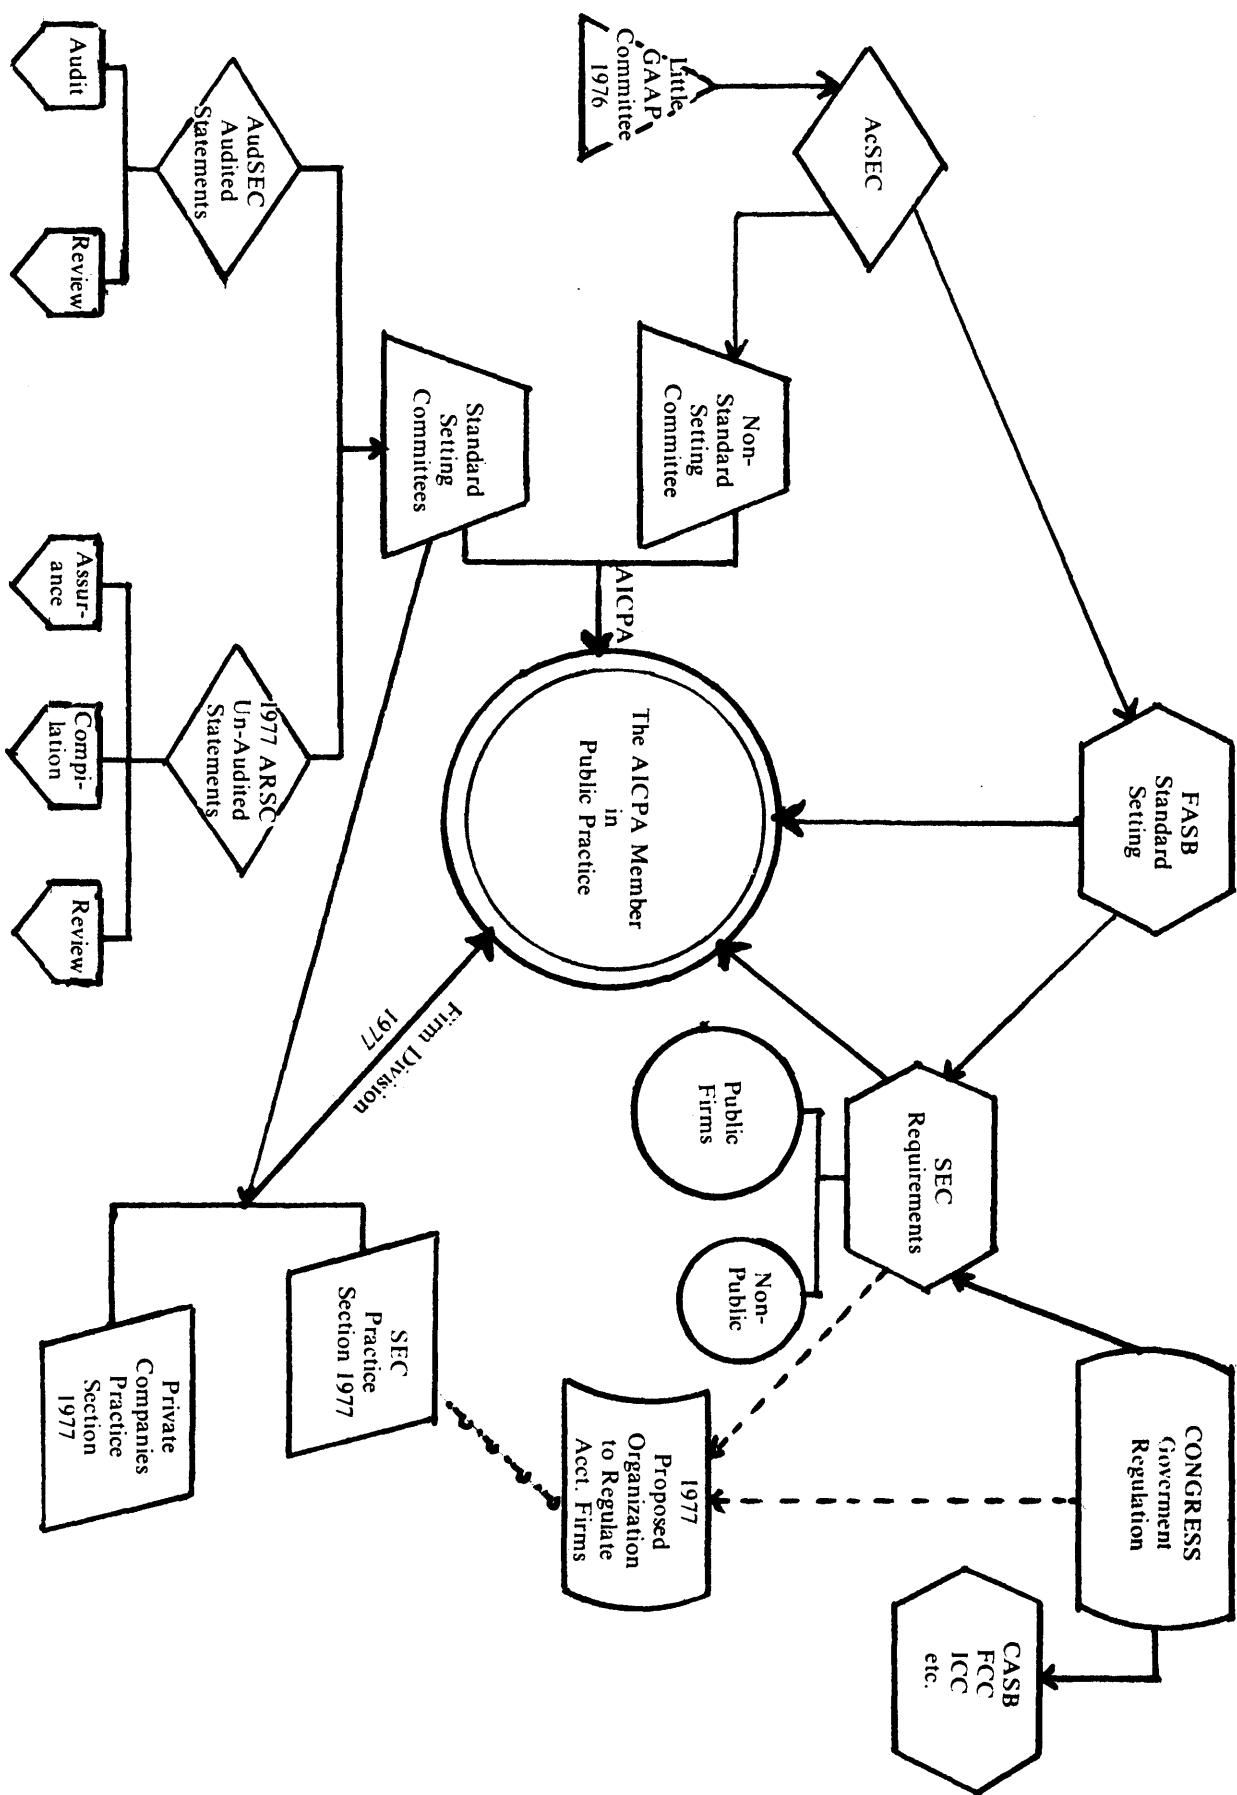 CONGRESS
Goverment
Regulation
CASB
FCC
ICC
etc.
FASB
Standard
Setting
SEC
Requirements
Public
Firms
Non-
Public
1977
Proposed
Organization
to Regulate
Acct. Firms
AcSEC
Little
GAAP
Committee
1976
Non-
Standard
Setting
Committee
AICPA
The AICPA Member
in
Public Practice
Standard
Setting
Committees
Firm Division
1977
SEC
Practice
Section 1977
Private
Companies
Practice
Section
1977
AudSEC
Audited
Statements
1977 ARSC
Un-Audited
Statements
Audit
Review
Assur-
ance
Compi-
lation
Review